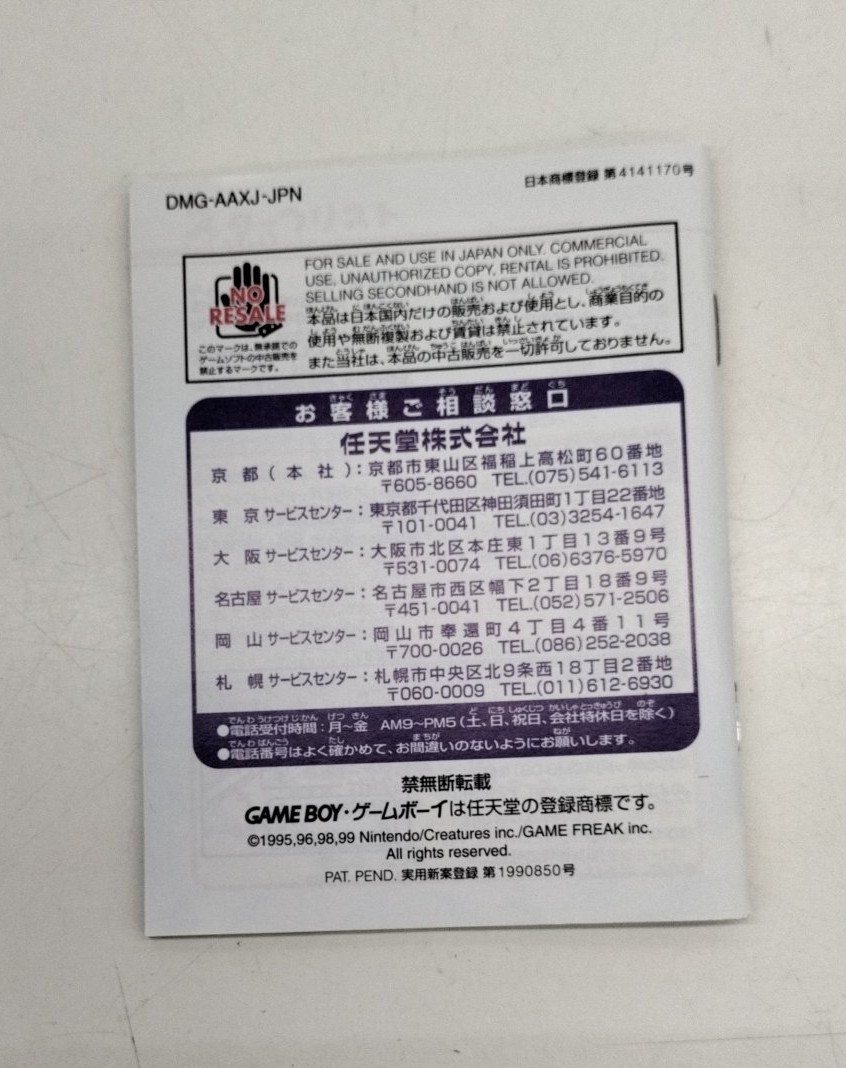 DMG-AAXJ-JPN
日本商標登録 第4141170号
NO
RESALE
このマークは、無承諾での
ゲームソフトの中古販売を
禁止するマークです。
FOR SALE AND USE IN JAPAN ONLY. COMMERCIAL
USE, UNAUTHORIZED COPY, RENTAL IS PROHIBITED.
SELLING SECONDHAND IS NOT ALLOWED.
本品は日本国内だけの販売および使用とし、商業目的の
使用や無断複製および賃貸は禁止されています。
また当社は、本品の中古販売を一切許可しておりません。
お客様ご相談窓口
任天堂株式会社
京都(本社):京都市東山区福稲上高松町60番地
〒605-8660 TEL.(075)541-6113
東京サービスセンター:東京都千代田区神田須田町1丁目22番地
〒101-0041 TEL.(03)3254-1647
大阪サービスセンター:大阪市北区本庄東1丁目13番9号
〒531-0074 TEL.(06)6376-5970
名古屋サービスセンター:名古屋市西区幅下2丁目18番9号
〒451-0041 TEL.(052)571-2506
岡山サービスセンター:岡山市奉還町4丁目4番11号
〒700-0026 TEL.(086)252-2038
札幌サービスセンター:札幌市中央区北9条西18丁目2番地
〒060-0009 TEL.(011)612-6930
●電話受付時間:月~金 AM9~PM5(土、日、祝日、会社特休日を除く)
●電話番号はよく確かめて、お間違いのないようにお願いします。
禁無断転載
GAME BOY・ゲームボーイは任天堂の登録商標です。
©1995,96,98,99 Nintendo/Creatures inc./GAME FREAK inc.
All rights reserved.
PAT. PEND. 実用新案登録 第1990850号